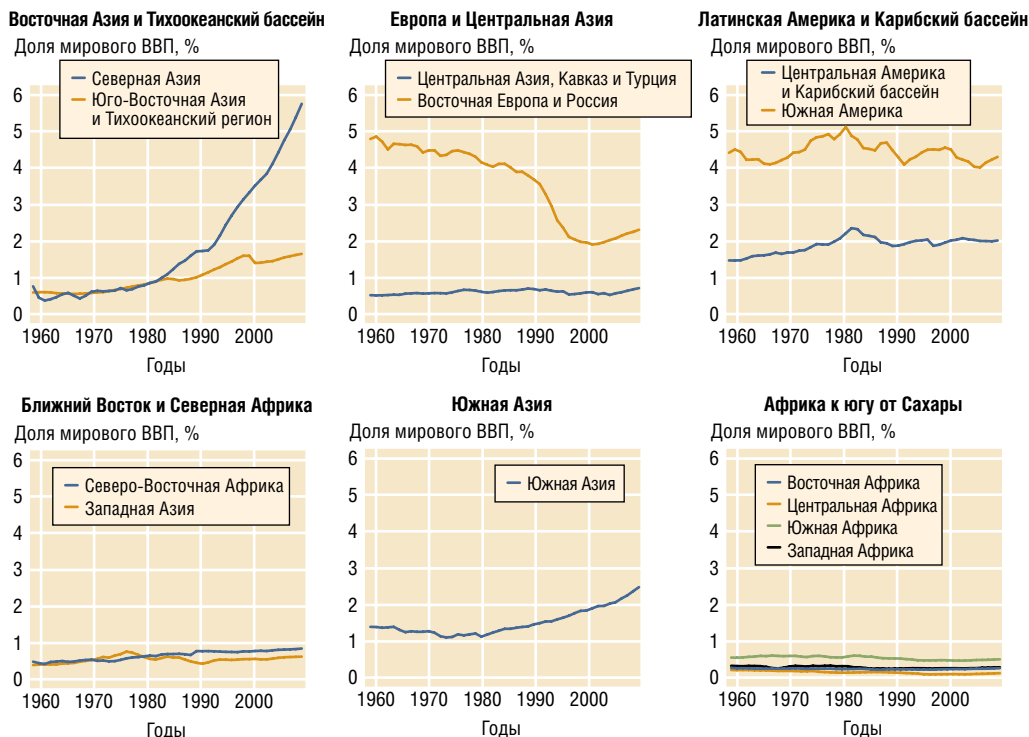 Восточная Азия и Тихоокеанский бассейн
Доля мирового ВВП, %
Северная Азия
Юго-Восточная Азия
и Тихоокеанский регион
6
5
4
3
2
1
0
1960 1970 1980 1990 2000
Годы
Европа и Центральная Азия
Доля мирового ВВП, %
Центральная Азия, Кавказ и Турция
Восточная Европа и Россия
6
5
4
3
2
1
0
1960 1970 1980 1990 2000
Годы
Латинская Америка и Карибский бассейн
Доля мирового ВВП, %
Центральная Америка
и Карибский бассейн
Южная Америка
6
5
4
3
2
1
0
1960 1970 1980 1990 2000
Годы
Ближний Восток и Северная Африка
Доля мирового ВВП, %
Северо-Восточная Африка
Западная Азия
6
5
4
3
2
1
0
1960 1970 1980 1990 2000
Годы
Южная Азия
Доля мирового ВВП, %
Южная Азия
6
5
4
3
2
1
0
1960 1970 1980 1990 2000
Годы
Африка к югу от Сахары
Доля мирового ВВП, %
Восточная Африка
Центральная Африка
Южная Африка
Западная Африка
6
5
4
3
2
1
0
1960 1970 1980 1990 2000
Годы